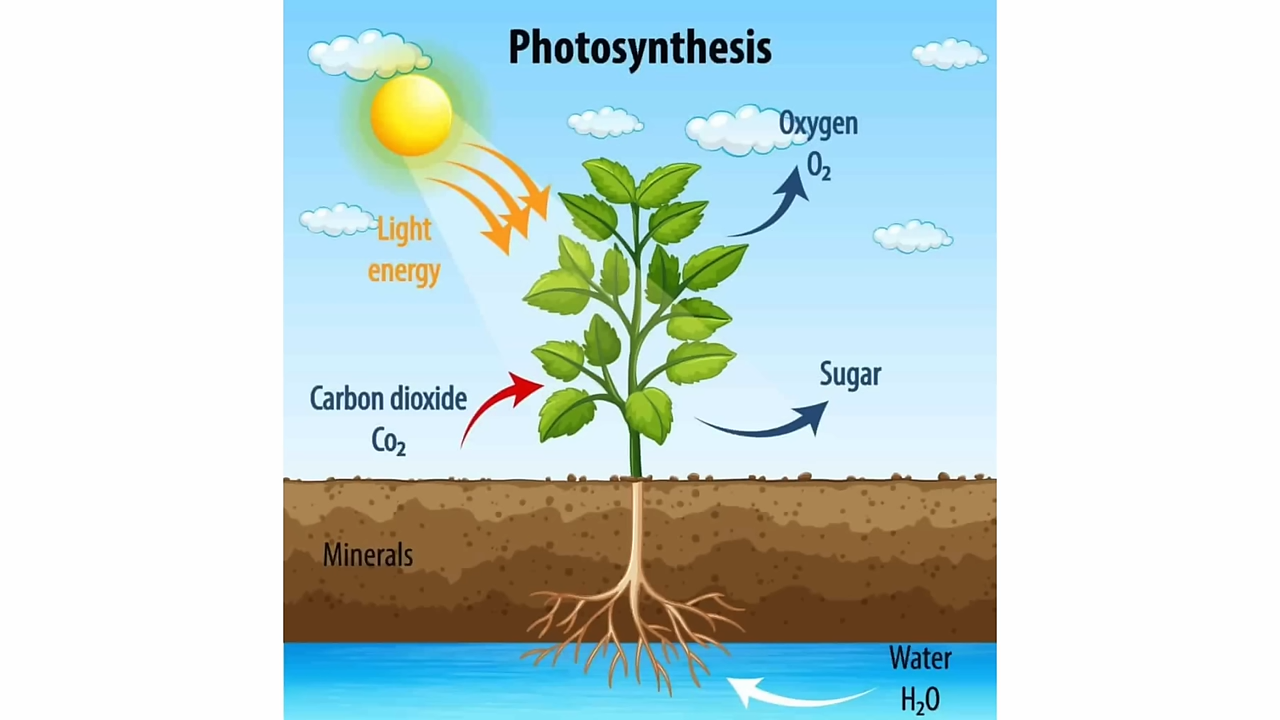 Photosynthesis
Oxygen
O₂
Light
energy
Sugar
Carbon dioxide
Co₂
Minerals
Water
H₂O